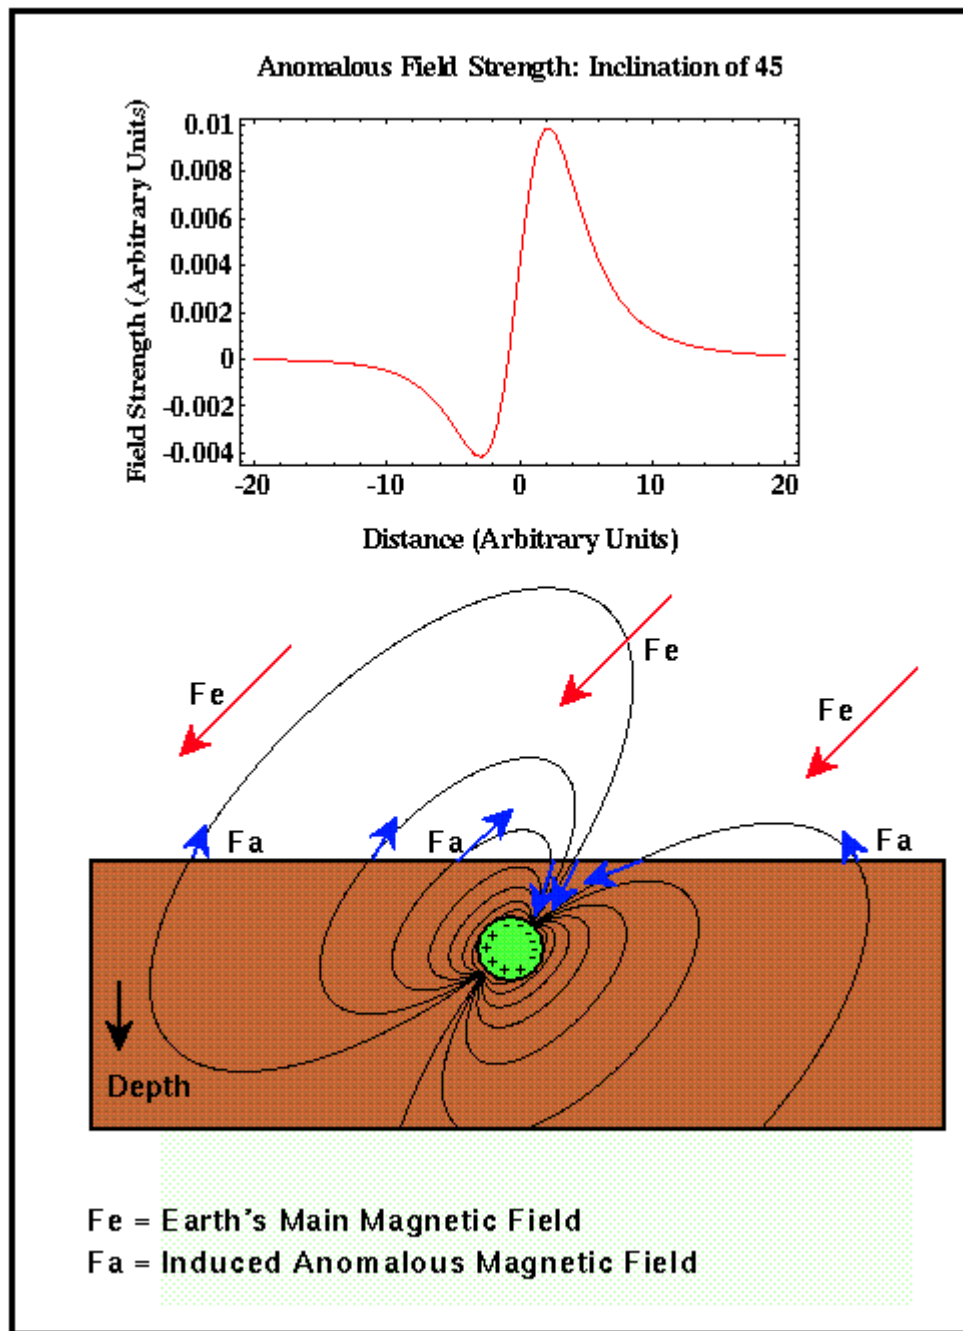 Anomalous Field Strength: Inclination of 45
Field Strength (Arbitrary Units)
0.01
0.008
0.006
0.004
0.002
0
-0.002
-0.004
-20 -10 0 10 20
Distance (Arbitrary Units)
Fe
Fe
Fe
Fa
Fa
Fa
Depth
Fe = Earth's Main Magnetic Field
Fa = Induced Anomalous Magnetic Field